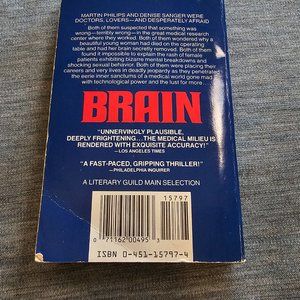 MARTIN PHILIPS AND DENISE SANGER WERE
DOCTORS, LOVERS—AND DESPERATELY AFRAID
Both of them suspected that something was
wrong—terribly wrong—in the great medical research
center where they worked. Both of them wondered why a
beautiful young woman had died on the operating
table and had her brain secretly removed. Both of them
found it impossible to explain the rash of female
patients exhibiting bizarre mental breakdowns and
shocking sexual behavior. Both of them were placing their
careers and very lives in deadly jeopardy as they penetrated
the eerie inner sanctums of a medical world gone mad
with technological power and the lust for more...
BRAIN
"UNNERVINGLY PLAUSIBLE,
DEEPLY FRIGHTENING...THE MEDICAL MILIEU IS
RENDERED WITH EXQUISITE ACCURACY!"
—LOS ANGELES TIMES
"A FAST-PACED, GRIPPING THRILLER!"
—PHILADELPHIA INQUIRER
A LITERARY GUILD MAIN SELECTION
15797
0 71162 00495 3
ISBN 0-451-15797-4